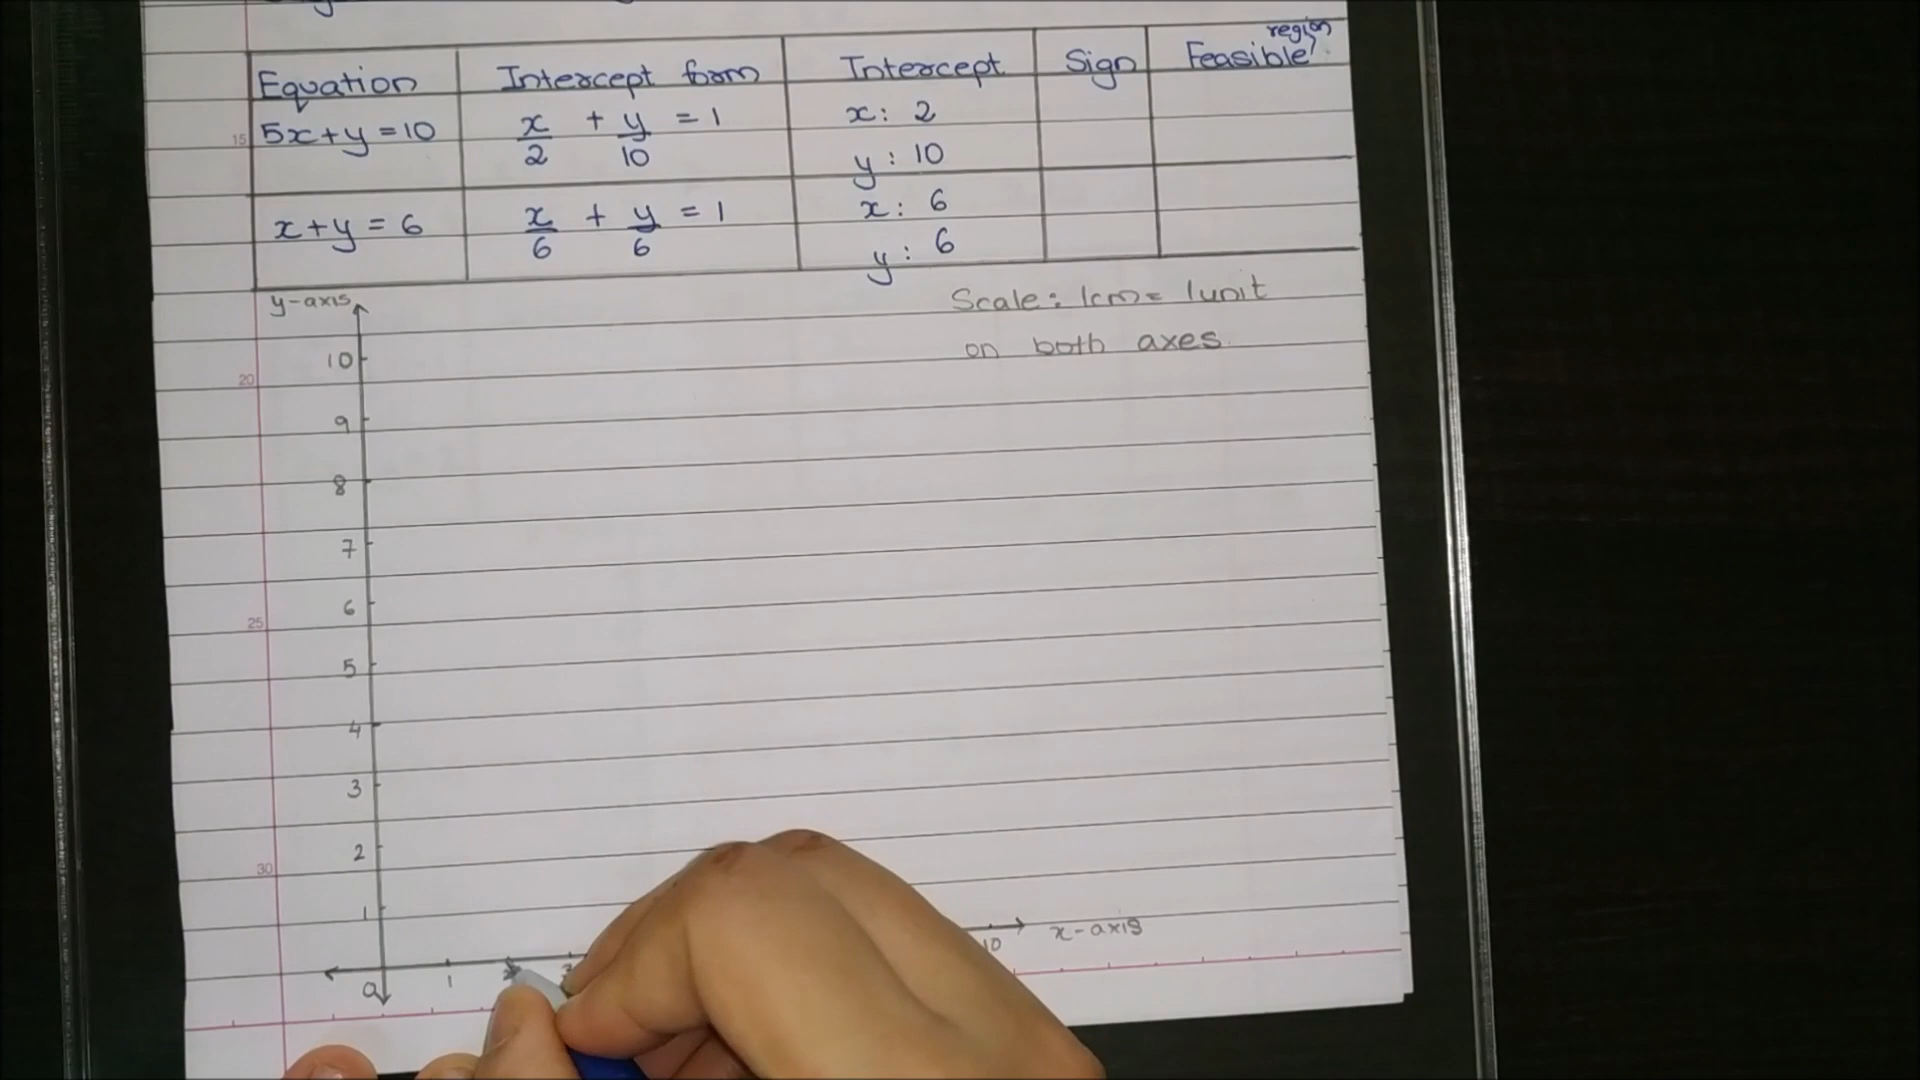 Equation | Intercept form | Intercept | Sign | Feasible region
5x+y=10 | x/2 + y/10 = 1 | x: 2
y: 10
x+y=6 | x/6 + y/6 = 1 | x: 6
y: 6
Scale: 1cm= 1unit
on both axes.
y-axis
10
9
8
7
6
5
4
3
2
1
0 1 3 10 x-axis
15
20
25
30